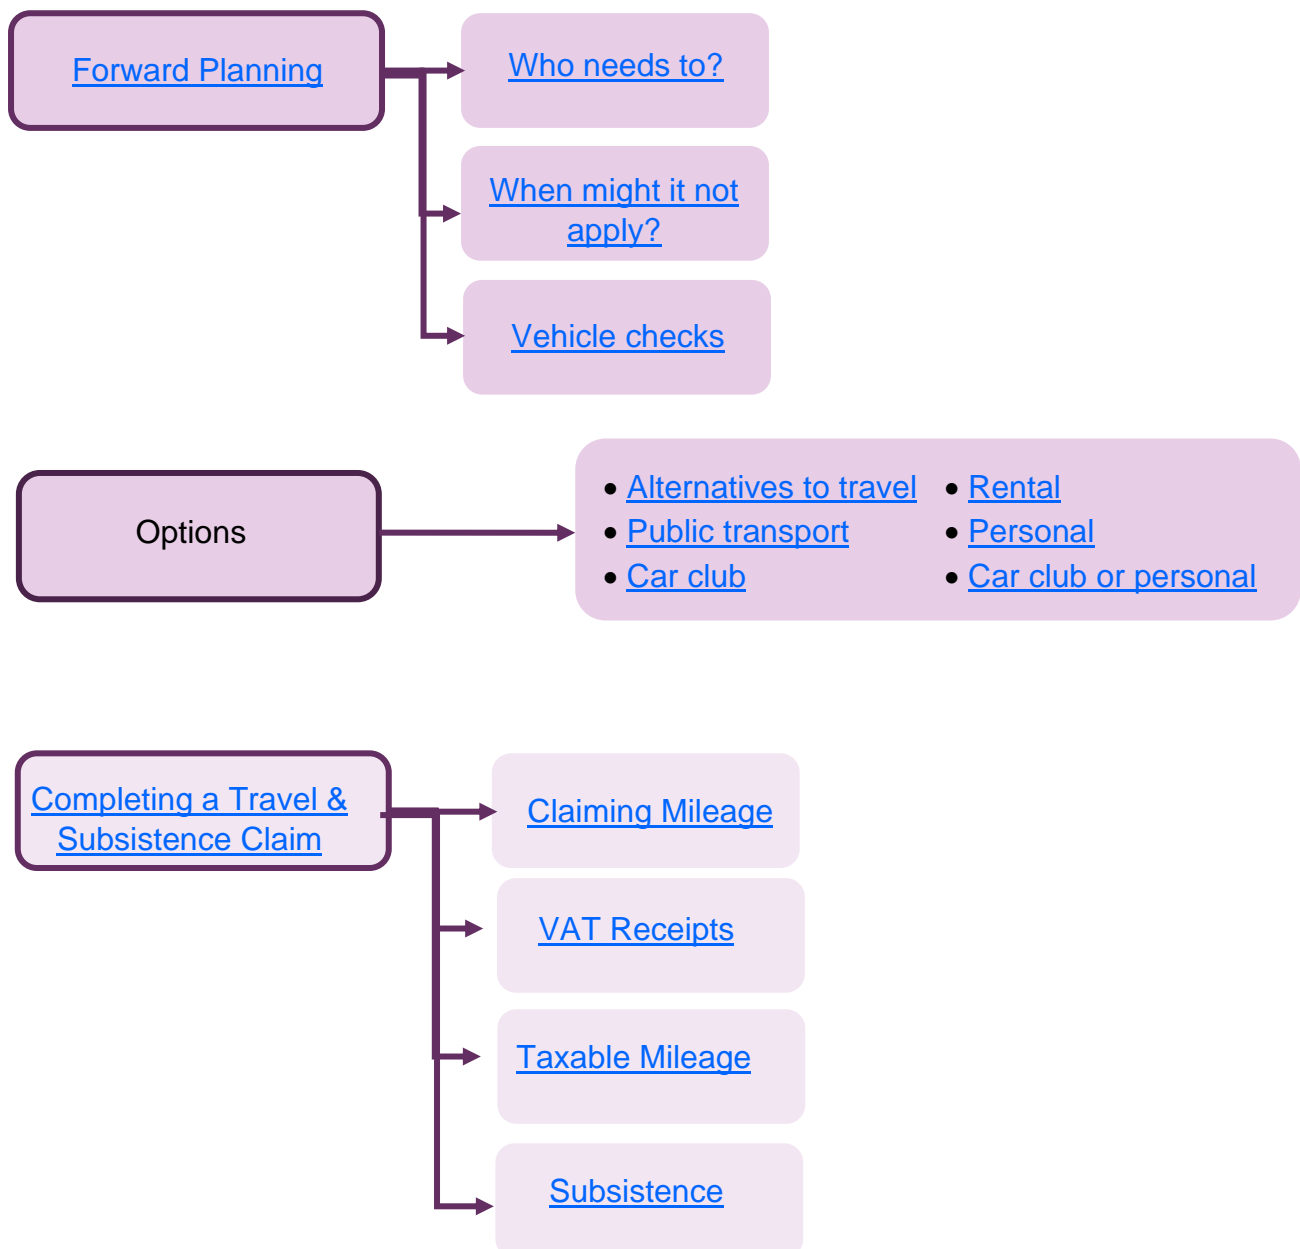 Forward Planning
Who needs to?
When might it not
apply?
Vehicle checks
Options
• Alternatives to travel
• Public transport
• Car club
• Rental
• Personal
• Car club or personal
Completing a Travel &
Subsistence Claim
Claiming Mileage
VAT Receipts
Taxable Mileage
Subsistence